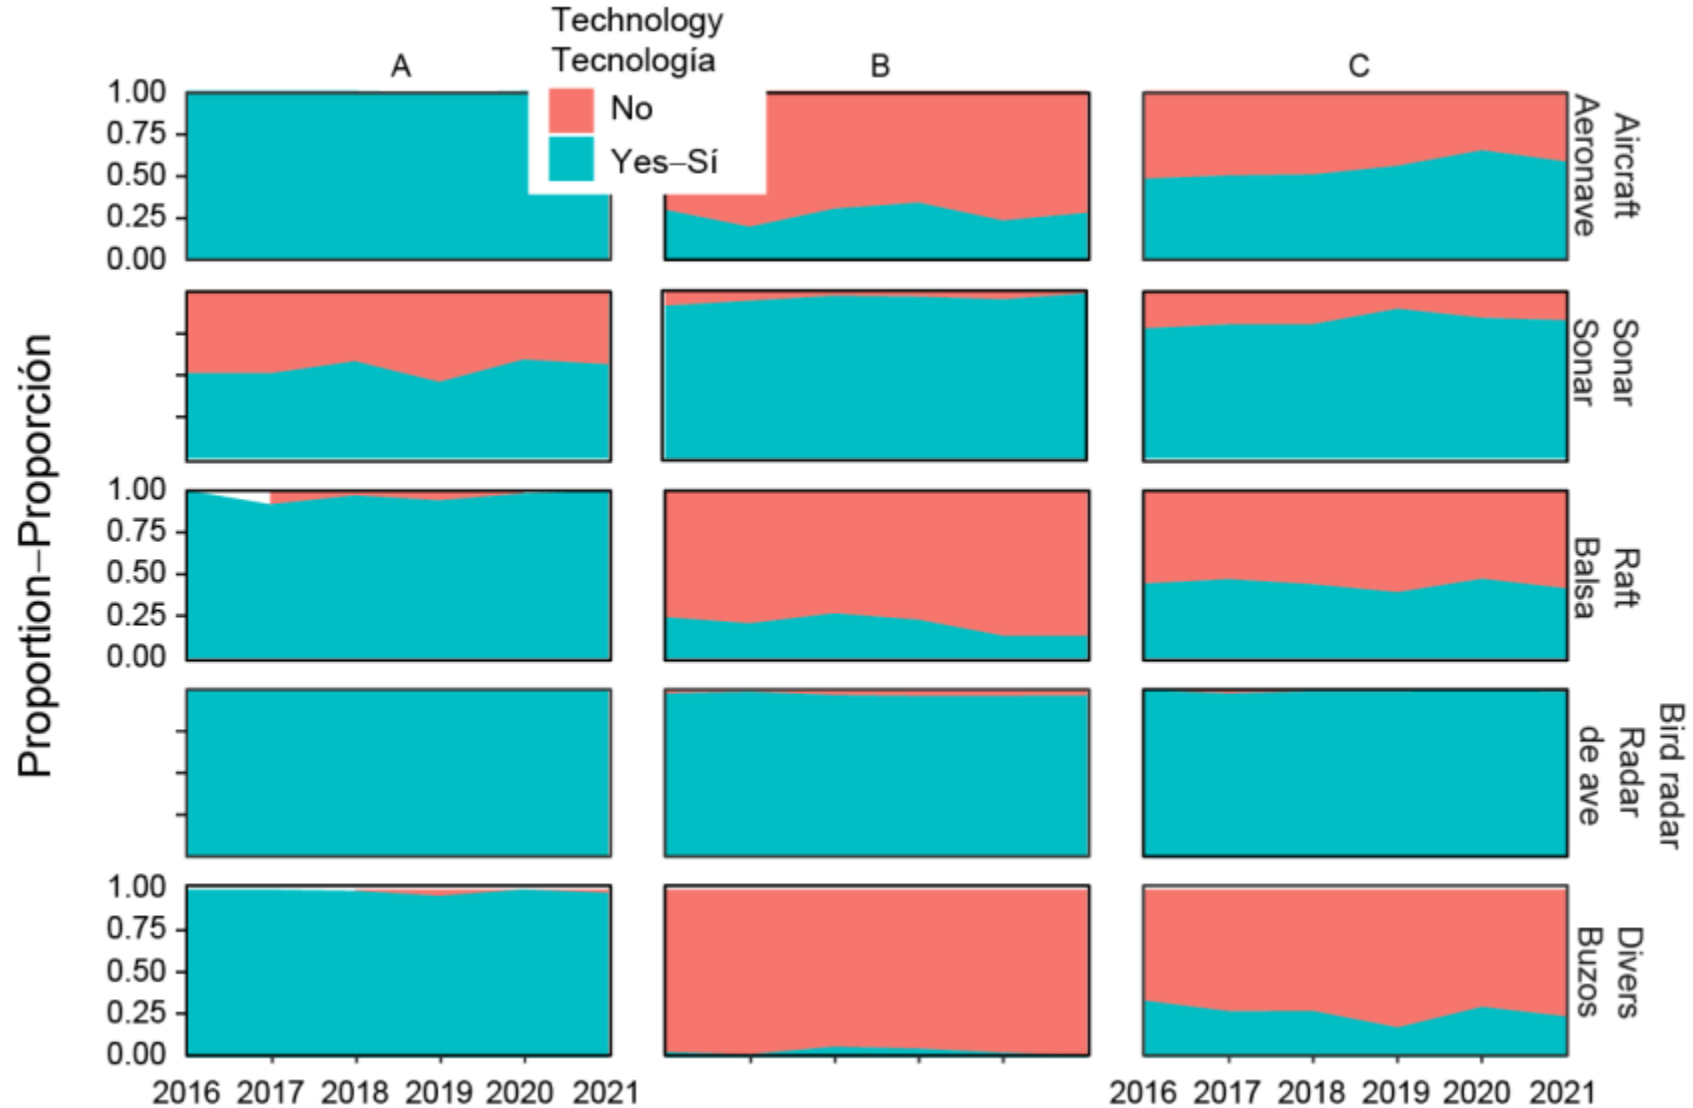 Technology
Tecnología
No
Yes–Sí
A
B
C
1.00
0.75
0.50
0.25
0.00
Aircraft
Aeronave
Sonar
Sonar
Proportion–Proporción
1.00
0.75
0.50
0.25
0.00
Raft
Balsa
Bird radar
Radar
de ave
1.00
0.75
0.50
0.25
0.00
Divers
Buzos
2016 2017 2018 2019 2020 2021
2016 2017 2018 2019 2020 2021